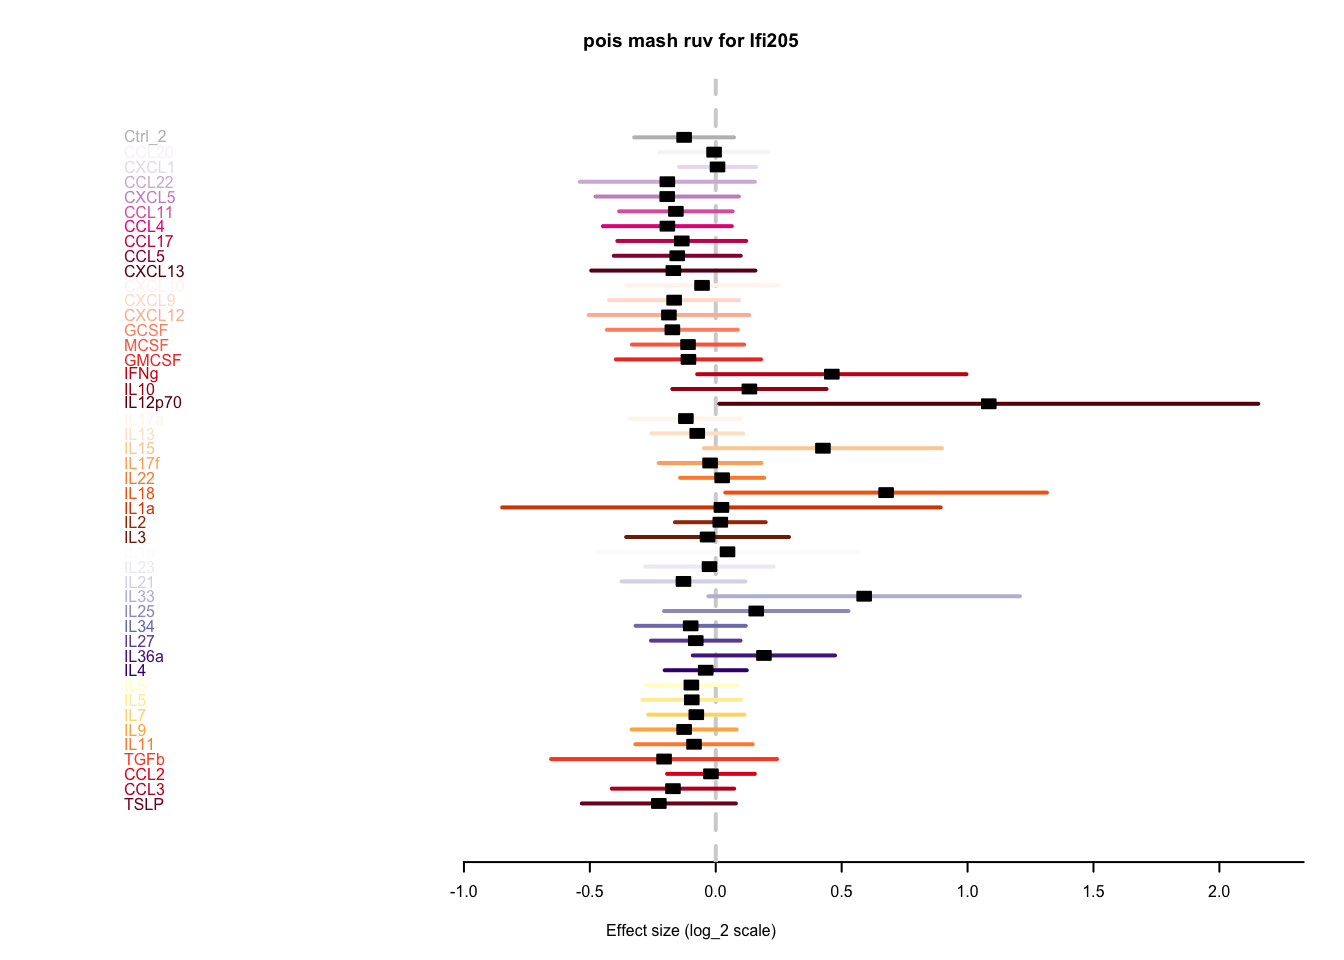 pois mash ruv for Ifi205
Ctrl_2
CCL20
CXCL1
CCL22
CXCL5
CCL11
CCL4
CCL17
CCL5
CXCL13
CXCL10
CXCL9
CXCL12
GCSF
MCSF
GMCSF
IFNg
IL10
IL12p70
IL17a
IL13
IL15
IL17f
IL22
IL18
IL1a
IL2
IL3
IL23
IL21
IL33
IL25
IL34
IL27
IL36a
IL4
IL6
IL5
IL7
IL9
IL11
TGFb
CCL2
CCL3
TSLP
-1.0 -0.5 0.0 0.5 1.0 1.5 2.0
Effect size (log_2 scale)